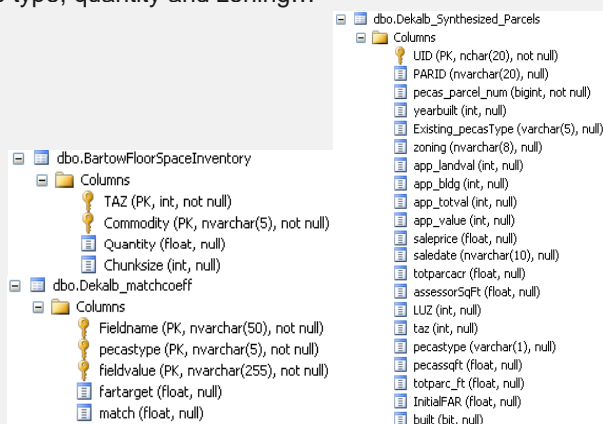 type, quantity and zoning...
dbo.BartowFloorSpaceInventory
Columns
TAZ (PK, int, not null)
Commodity (PK, nvarchar(5), not null)
Quantity (float, null)
Chunksize (int, null)
dbo.Dekalb_matchcoeff
Columns
Fieldname (PK, nvarchar(50), not null)
pecastype (PK, nvarchar(5), not null)
fieldvalue (PK, nvarchar(255), not null)
fartarget (float, null)
match (float, null)
dbo.Dekalb_Synthesized_Parcels
Columns
UID (PK, nchar(20), not null)
PARID (nvarchar(20), null)
pecas_parcel_num (bigint, not null)
yearbuilt (int, null)
Existing_pecasType (varchar(5), null)
zoning (nvarchar(8), null)
app_landval (int, null)
app_bldg (int, null)
app_totval (int, null)
app_value (int, null)
saleprice (float, null)
saledate (nvarchar(10), null)
totparcacr (float, null)
assessorSqFt (float, null)
LUZ (int, null)
taz (int, null)
pecastype (varchar(1), null)
pecassqft (float, null)
totparc_ft (float, null)
InitialFAR (float, null)
built (bit, null)